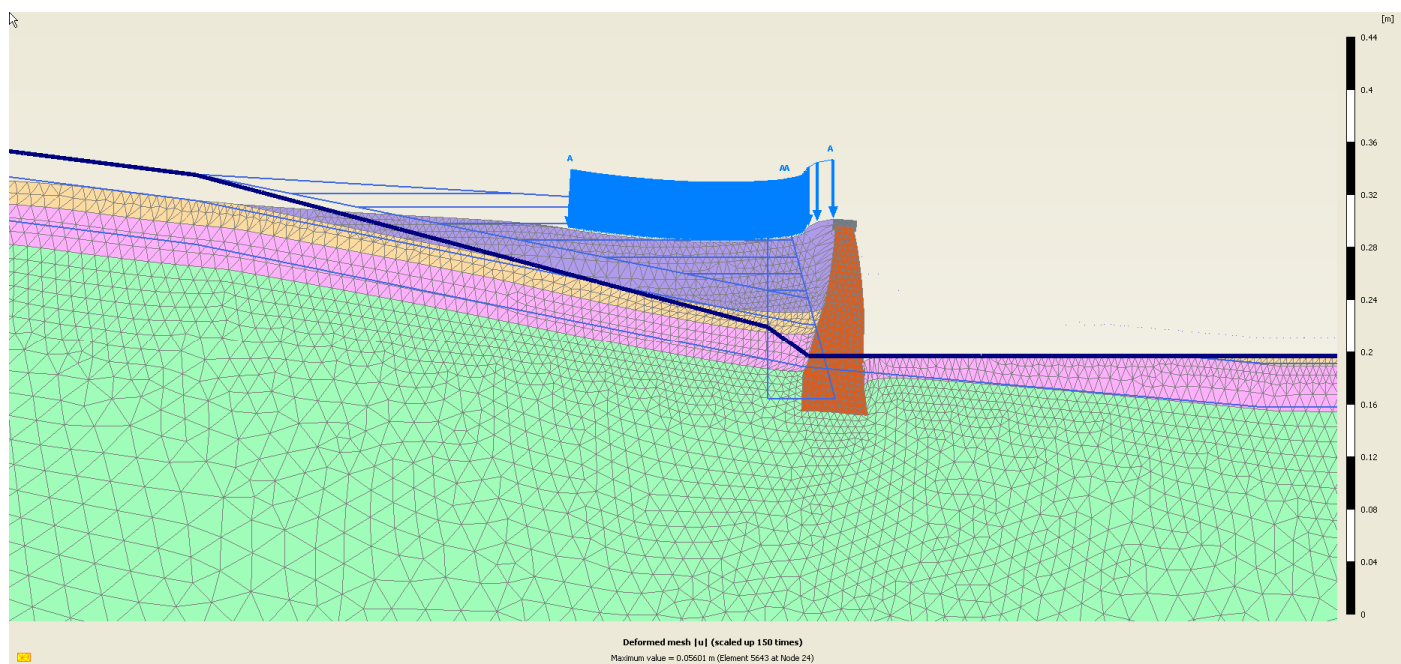 [m]
0.44
0.4
0.36
0.32
0.28
0.24
0.2
0.16
0.12
0.08
0.04
0
A
AA
A
Deformed mesh |u| (scaled up 150 times)
Maximum value = 0.05601 m (Element 5643 at Node 24)